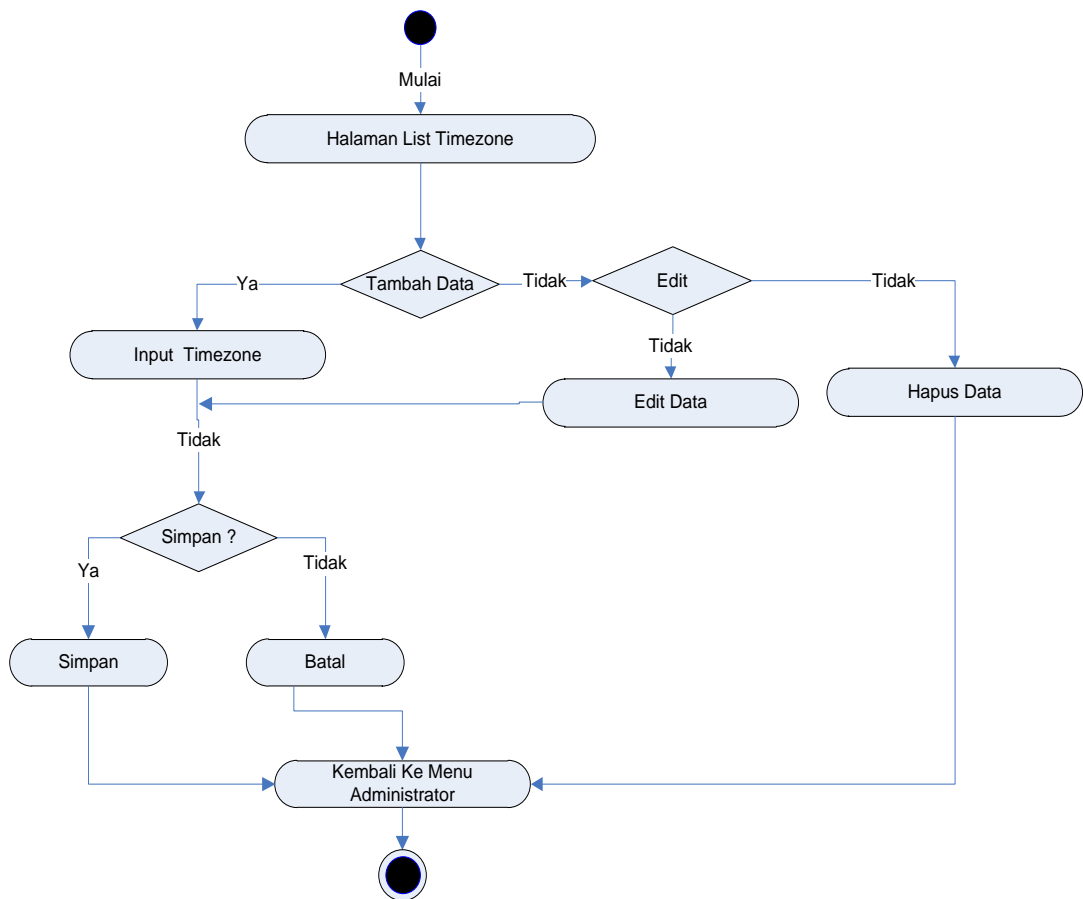 Mulai
Halaman List Timezone
Tambah Data
Ya
Tidak
Edit
Tidak
Input Timezone
Tidak
Edit Data
Hapus Data
Tidak
Simpan ?
Ya
Tidak
Simpan
Batal
Kembali Ke Menu
Administrator